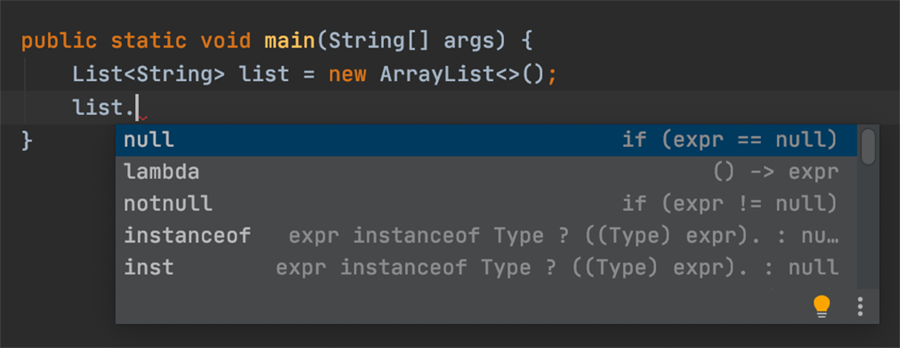 public static void main(String[] args) {
List<String> list = new ArrayList<>();
list.
}
null if (expr == null)
lambda () -> expr
notnull if (expr != null)
instanceof expr instanceof Type ? ((Type) expr). : nu…
inst expr instanceof Type ? ((Type) expr). : null